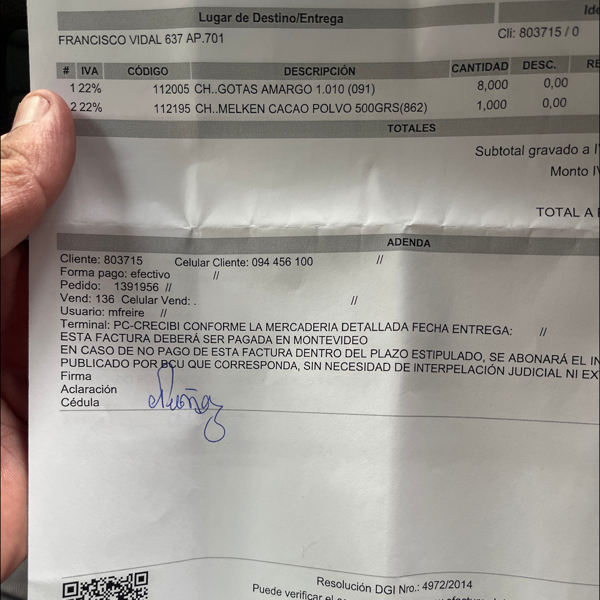 Lugar de Destino/Entrega
Ide
FRANCISCO VIDAL 637 AP.701
Cli: 803715 / 0
# IVA CÓDIGO DESCRIPCIÓN CANTIDAD DESC. RE
1 22% 112005 CH..GOTAS AMARGO 1.010 (091) 8,000 0,00
2 22% 112195 CH..MELKEN CACAO POLVO 500GRS(862) 1,000 0,00
TOTALES
Subtotal gravado a I
Monto IV
TOTAL A
ADENDA
Cliente: 803715 Celular Cliente: 094 456 100 //
Forma pago: efectivo //
Pedido: 1391956 //
Vend: 136 Celular Vend: . //
Usuario: mfreire //
Terminal: PC-CRECIBI CONFORME LA MERCADERIA DETALLADA FECHA ENTREGA: //
ESTA FACTURA DEBERÁ SER PAGADA EN MONTEVIDEO
EN CASO DE NO PAGO DE ESTA FACTURA DENTRO DEL PLAZO ESTIPULADO, SE ABONARÁ EL IN
PUBLICADO POR BCU QUE CORRESPONDA, SIN NECESIDAD DE INTERPELACIÓN JUDICIAL NI EX
Firma
Aclaración
Cédula
Resolución DGI Nro.: 4972/2014
Puede verificar el